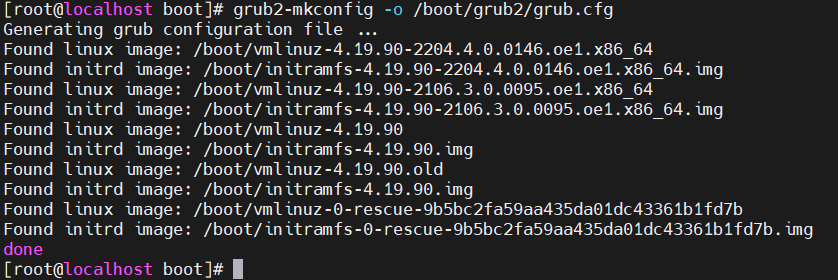 [root@localhost boot]# grub2-mkconfig -o /boot/grub2/grub.cfg
Generating grub configuration file ...
Found linux image: /boot/vmlinuz-4.19.90-2204.4.0.0146.oe1.x86_64
Found initrd image: /boot/initramfs-4.19.90-2204.4.0.0146.oe1.x86_64.img
Found linux image: /boot/vmlinuz-4.19.90-2106.3.0.0095.oe1.x86_64
Found initrd image: /boot/initramfs-4.19.90-2106.3.0.0095.oe1.x86_64.img
Found linux image: /boot/vmlinuz-4.19.90
Found initrd image: /boot/initramfs-4.19.90.img
Found linux image: /boot/vmlinuz-4.19.90.old
Found initrd image: /boot/initramfs-4.19.90.img
Found linux image: /boot/vmlinuz-0-rescue-9b5bc2fa59aa435da01dc43361b1fd7b
Found initrd image: /boot/initramfs-0-rescue-9b5bc2fa59aa435da01dc43361b1fd7b.img
done
[root@localhost boot]#